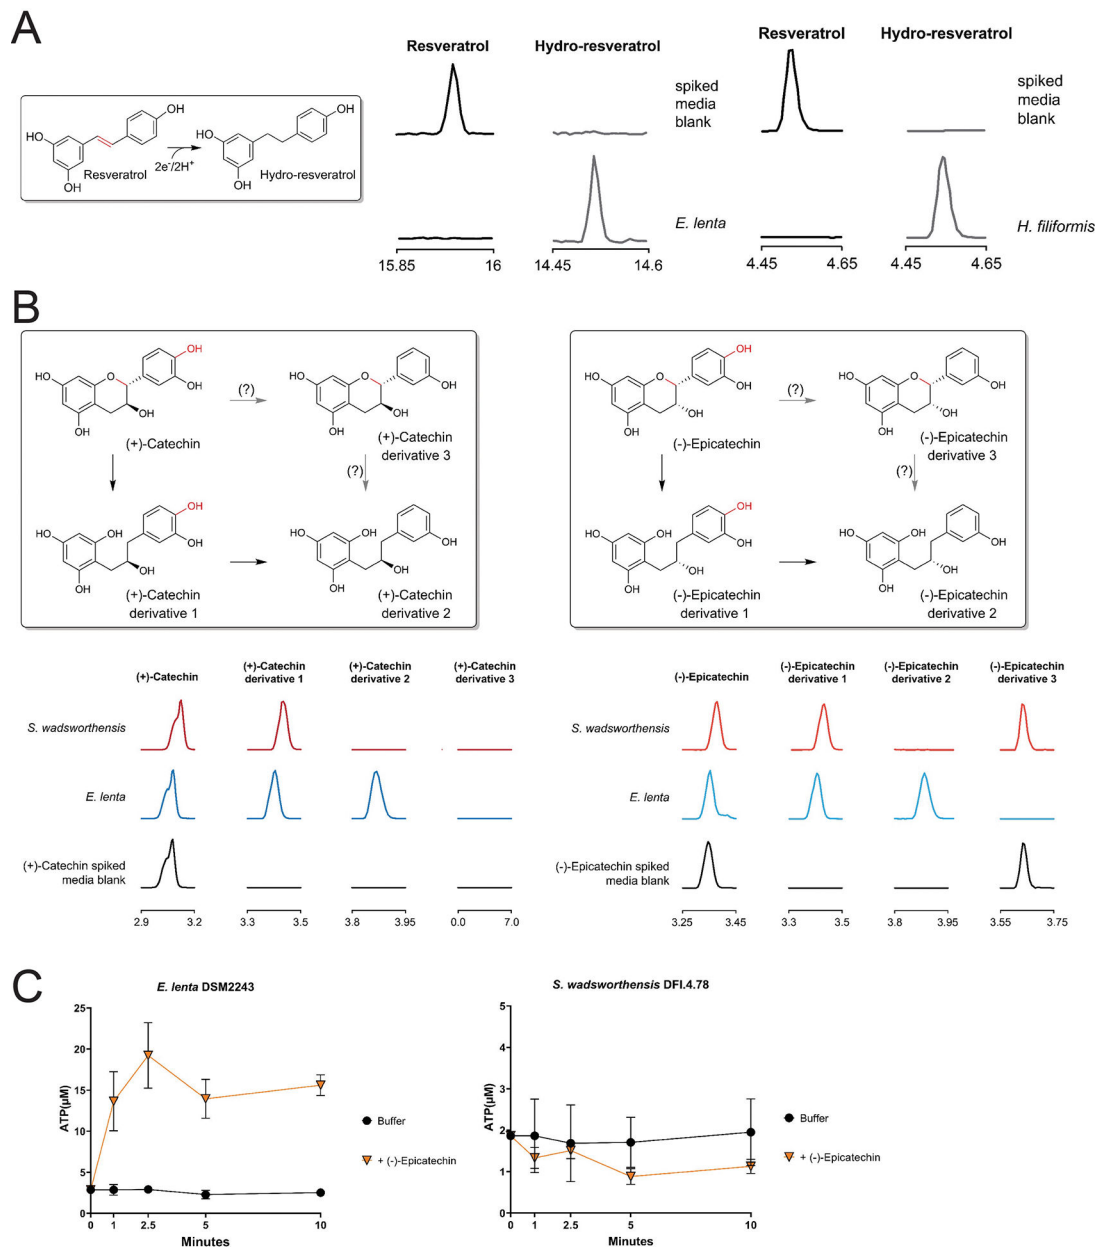 A
Resveratrol
Hydro-resveratrol
Resveratrol
Hydro-resveratrol
spiked
media
blank
spiked
media
blank
OH
HO
OH
Resveratrol
2e-/2H+
OH
HO
OH
Hydro-resveratrol
E. lenta
H. filiformis
15.85
16
14.45
14.6
4.45
4.65
4.45
4.65
B
OH
HO
O
OH
OH
OH
(+)-Catechin
(?)
HO
O
OH
OH
OH
(+)-Catechin
derivative 3
(?)
OH
HO
OH
OH
OH
OH
(+)-Catechin
derivative 1
HO
OH
OH
OH
OH
(+)-Catechin
derivative 2
OH
HO
O
OH
OH
OH
(-)-Epicatechin
(?)
HO
O
OH
OH
OH
(-)-Epicatechin
derivative 3
(?)
OH
HO
OH
OH
OH
OH
(-)-Epicatechin
derivative 1
HO
OH
OH
OH
OH
(-)-Epicatechin
derivative 2
(+)-Catechin
(+)-Catechin
derivative 1
(+)-Catechin
derivative 2
(+)-Catechin
derivative 3
S. wadsworthensis
E. lenta
(+)-Catechin spiked
media blank
2.9
3.2
3.3
3.5
3.8
3.95
0.0
7.0
(-)-Epicatechin
(-)-Epicatechin
derivative 1
(-)-Epicatechin
derivative 2
(-)-Epicatechin
derivative 3
S. wadsworthensis
E. lenta
(-)-Epicatechin spiked
media blank
3.25
3.45
3.3
3.5
3.8
3.95
3.55
3.75
C
E. lenta DSM2243
ATP(µM)
25
20
15
10
5
0
0
1
2.5
5
10
Minutes
Buffer
+ (-)-Epicatechin
S. wadsworthensis DFI.4.78
ATP(µM)
5
4
3
2
1
0
0
1
2.5
5
10
Minutes
Buffer
+ (-)-Epicatechin